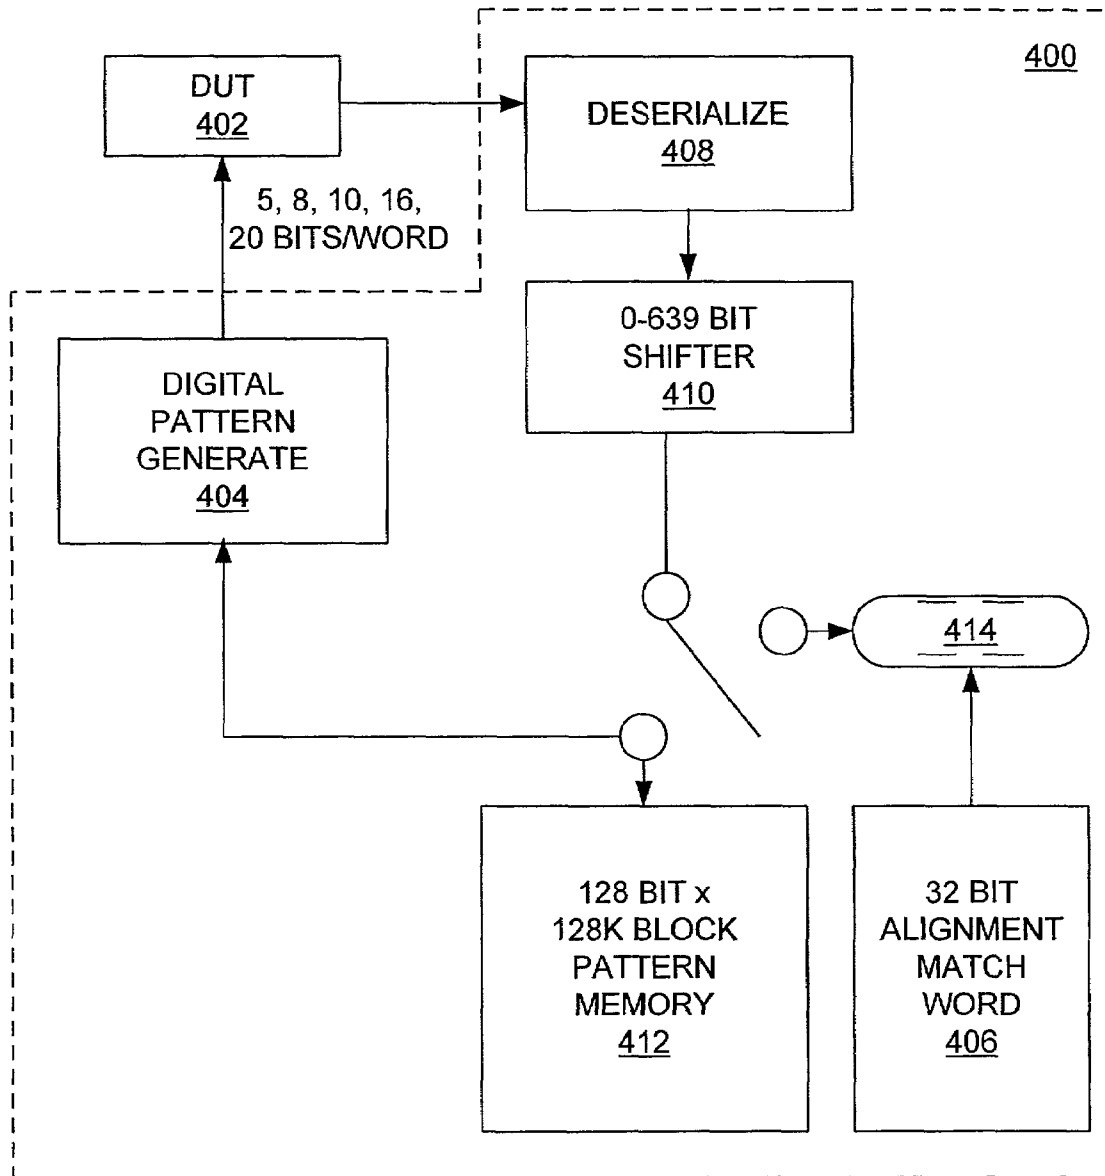 400
DUT
402
DESERIALIZE
408
5, 8, 10, 16,
20 BITS/WORD
0-639 BIT
SHIFTER
410
DIGITAL
PATTERN
GENERATE
404
414
128 BIT x
128K BLOCK
PATTERN
MEMORY
412
32 BIT
ALIGNMENT
MATCH
WORD
406